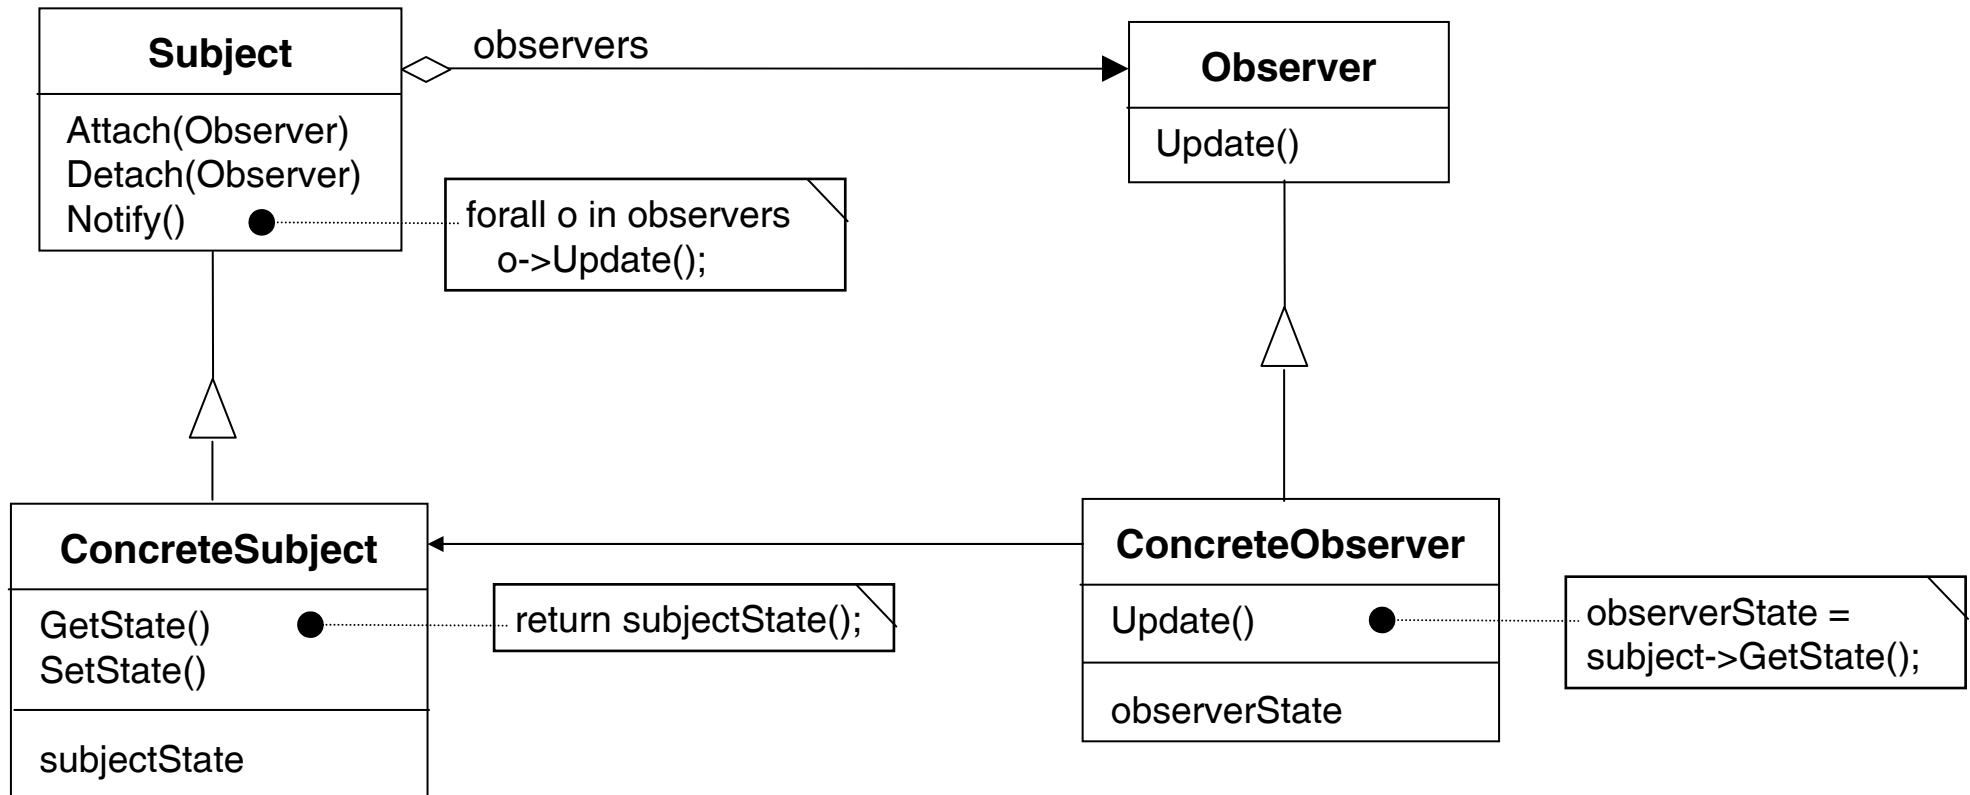 Subject
observers
Observer
Attach(Observer)
Detach(Observer)
Notify()
forall o in observers
o->Update();
Update()
ConcreteSubject
GetState()
SetState()
return subjectState();
subjectState
ConcreteObserver
Update()
observerState =
subject->GetState();
observerState